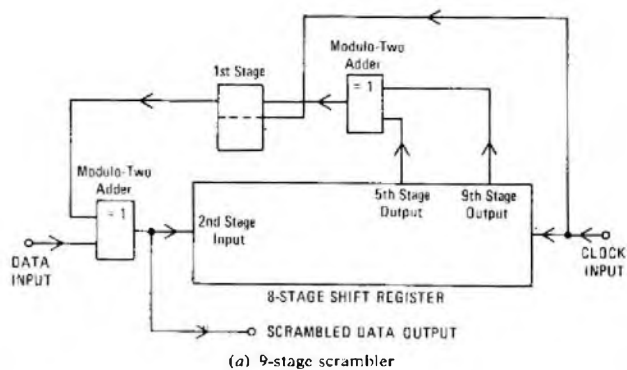 Modulo-Two
Adder
1st Stage
= 1
Modulo-Two
Adder
= 1
5th Stage
Output
9th Stage
Output
2nd Stage
Input
DATA
INPUT
CLOCK
INPUT
8-STAGE SHIFT REGISTER
SCRAMBLED DATA OUTPUT
(a) 9-stage scrambler